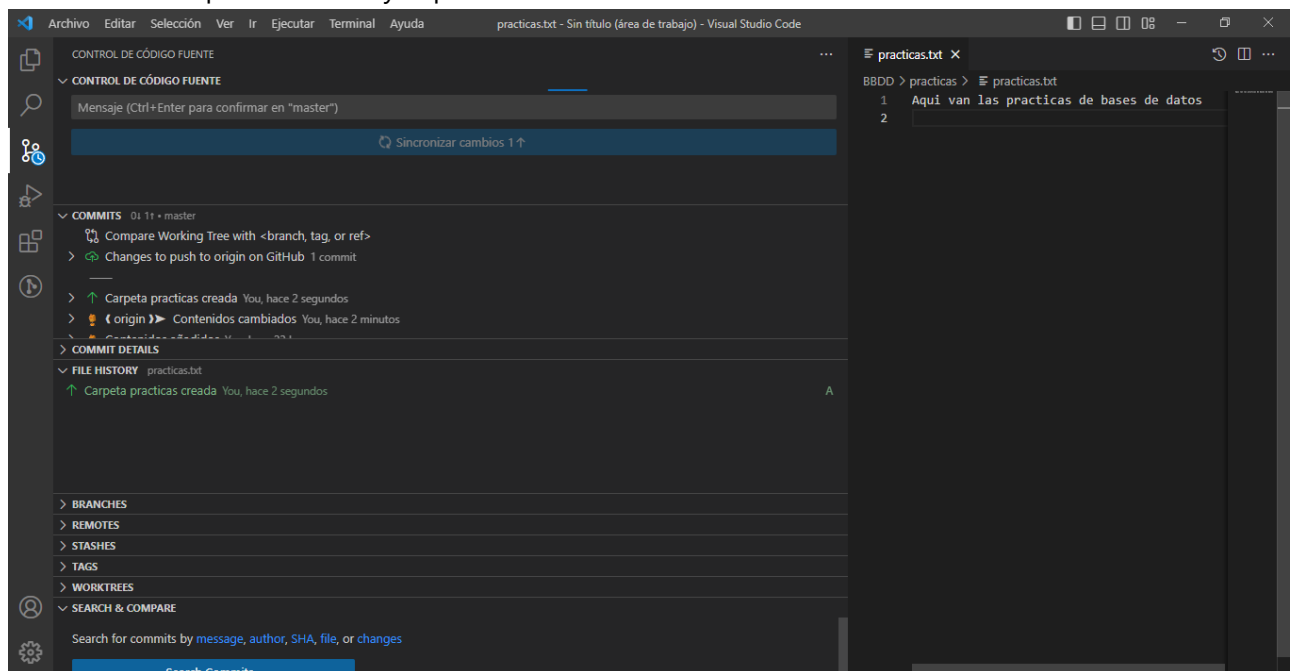 Archivo Editar Selección Ver Ir Ejecutar Terminal Ayuda practicas.txt - Sin título (área de trabajo) - Visual Studio Code
CONTROL DE CÓDIGO FUENTE
CONTROL DE CÓDIGO FUENTE
Mensaje (Ctrl+Enter para confirmar en "master")
Sincronizar cambios 1↑
COMMITS 0↓ 1↑ • master
Compare Working Tree with <branch, tag, or ref>
Changes to push to origin on GitHub 1 commit
Carpeta practicas creada You, hace 2 segundos
origin Contenidos cambiados You, hace 2 minutos
COMMIT DETAILS
FILE HISTORY practicas.txt
Carpeta practicas creada You, hace 2 segundos A
BRANCHES
REMOTES
STASHES
TAGS
WORKTREES
SEARCH & COMPARE
Search for commits by message, author, SHA, file, or changes
Search Commits
practicas.txt
BBDD > practicas > practicas.txt
1 Aqui van las practicas de bases de datos
2